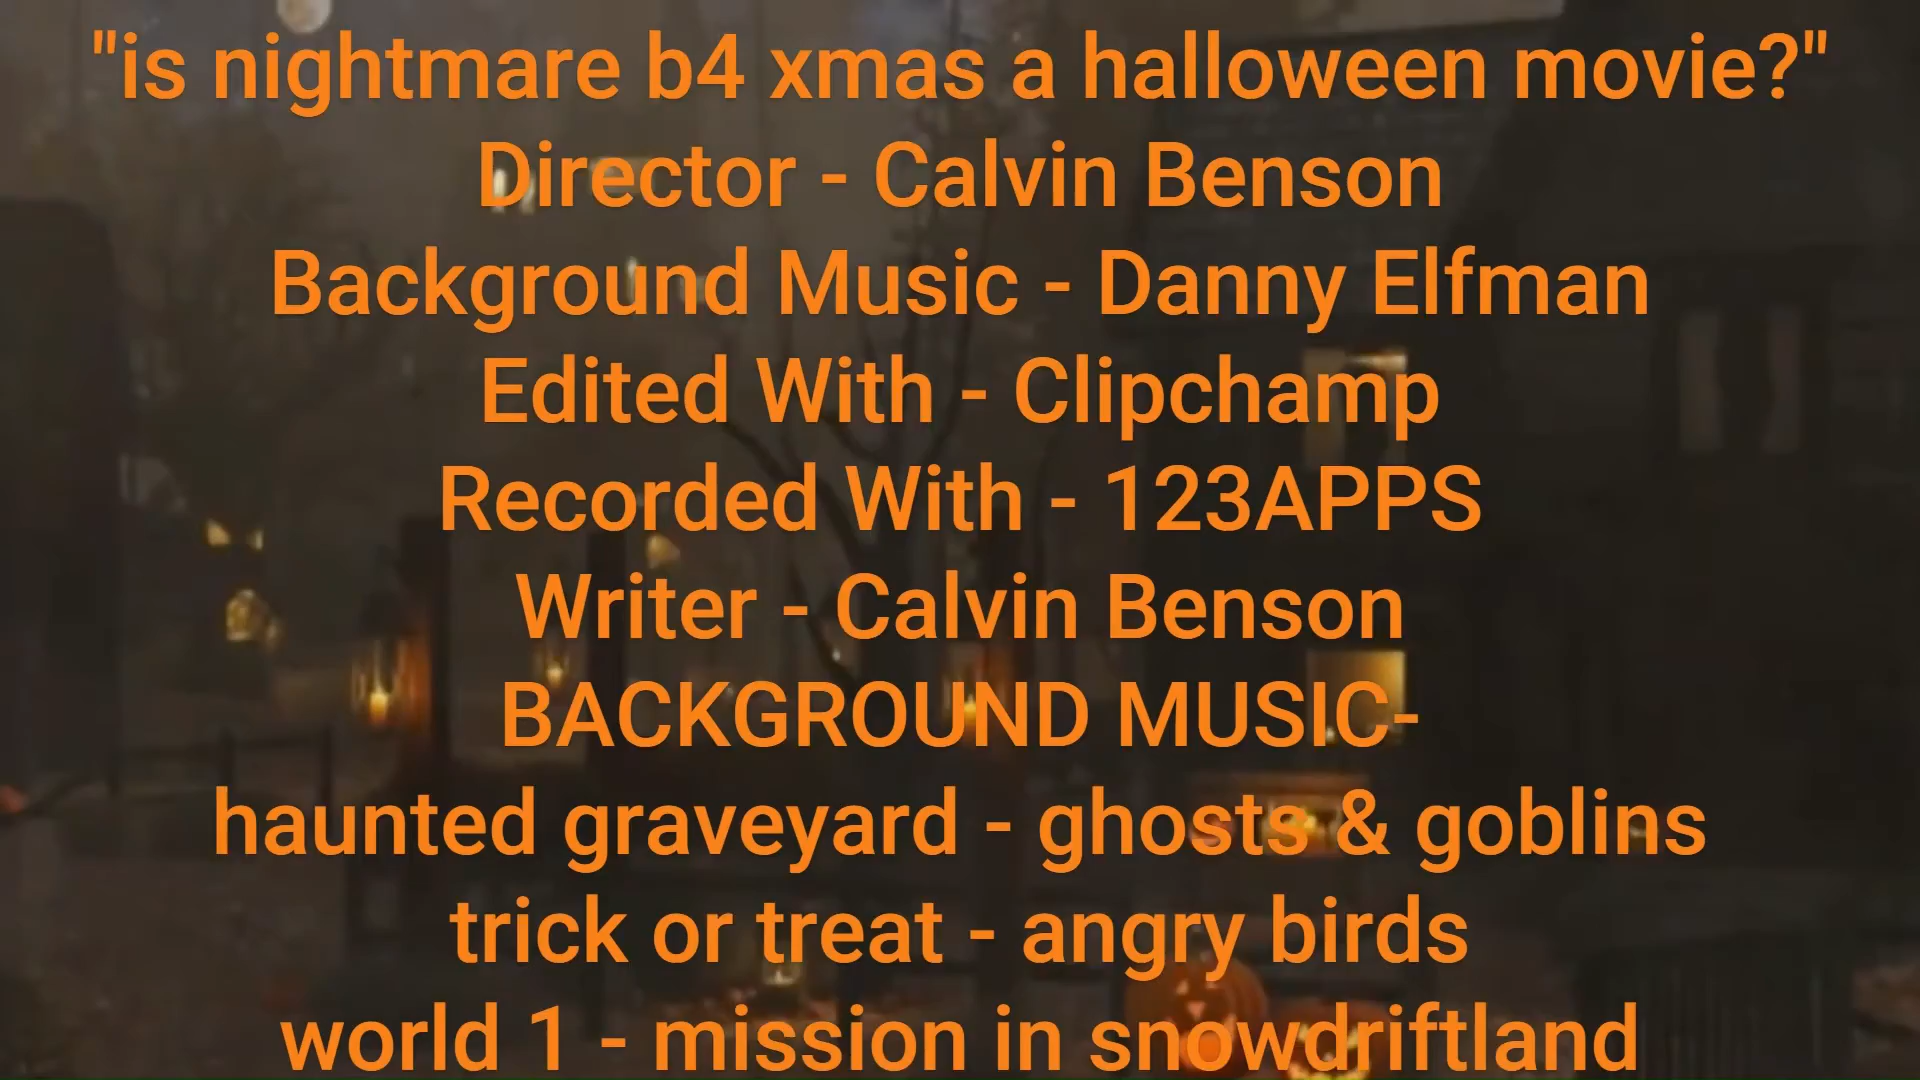 "is nightmare b4 xmas a halloween movie?"
Director - Calvin Benson
Background Music - Danny Elfman
Edited With - Clipchamp
Recorded With - 123APPS
Writer - Calvin Benson
BACKGROUND MUSIC-
haunted graveyard - ghosts & goblins
trick or treat - angry birds
world 1 - mission in snowdriftland